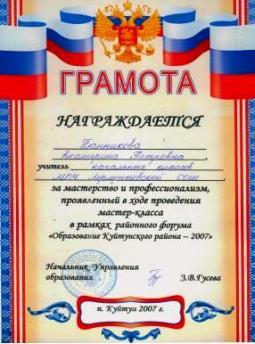 ГРАМОТА
НАГРАЖДАЕТСЯ
Банникова
Екатерина Петровна
учитель начальных классов
МОУ Лермонтовской СОШ
за мастерство и профессионализм,
проявленный в ходе проведения
мастер-класса
в рамках районного форума
«Образование Куйтунского района – 2007»
Начальник Управления
образования
З.В.Гусева
п. Куйтун 2007 г.